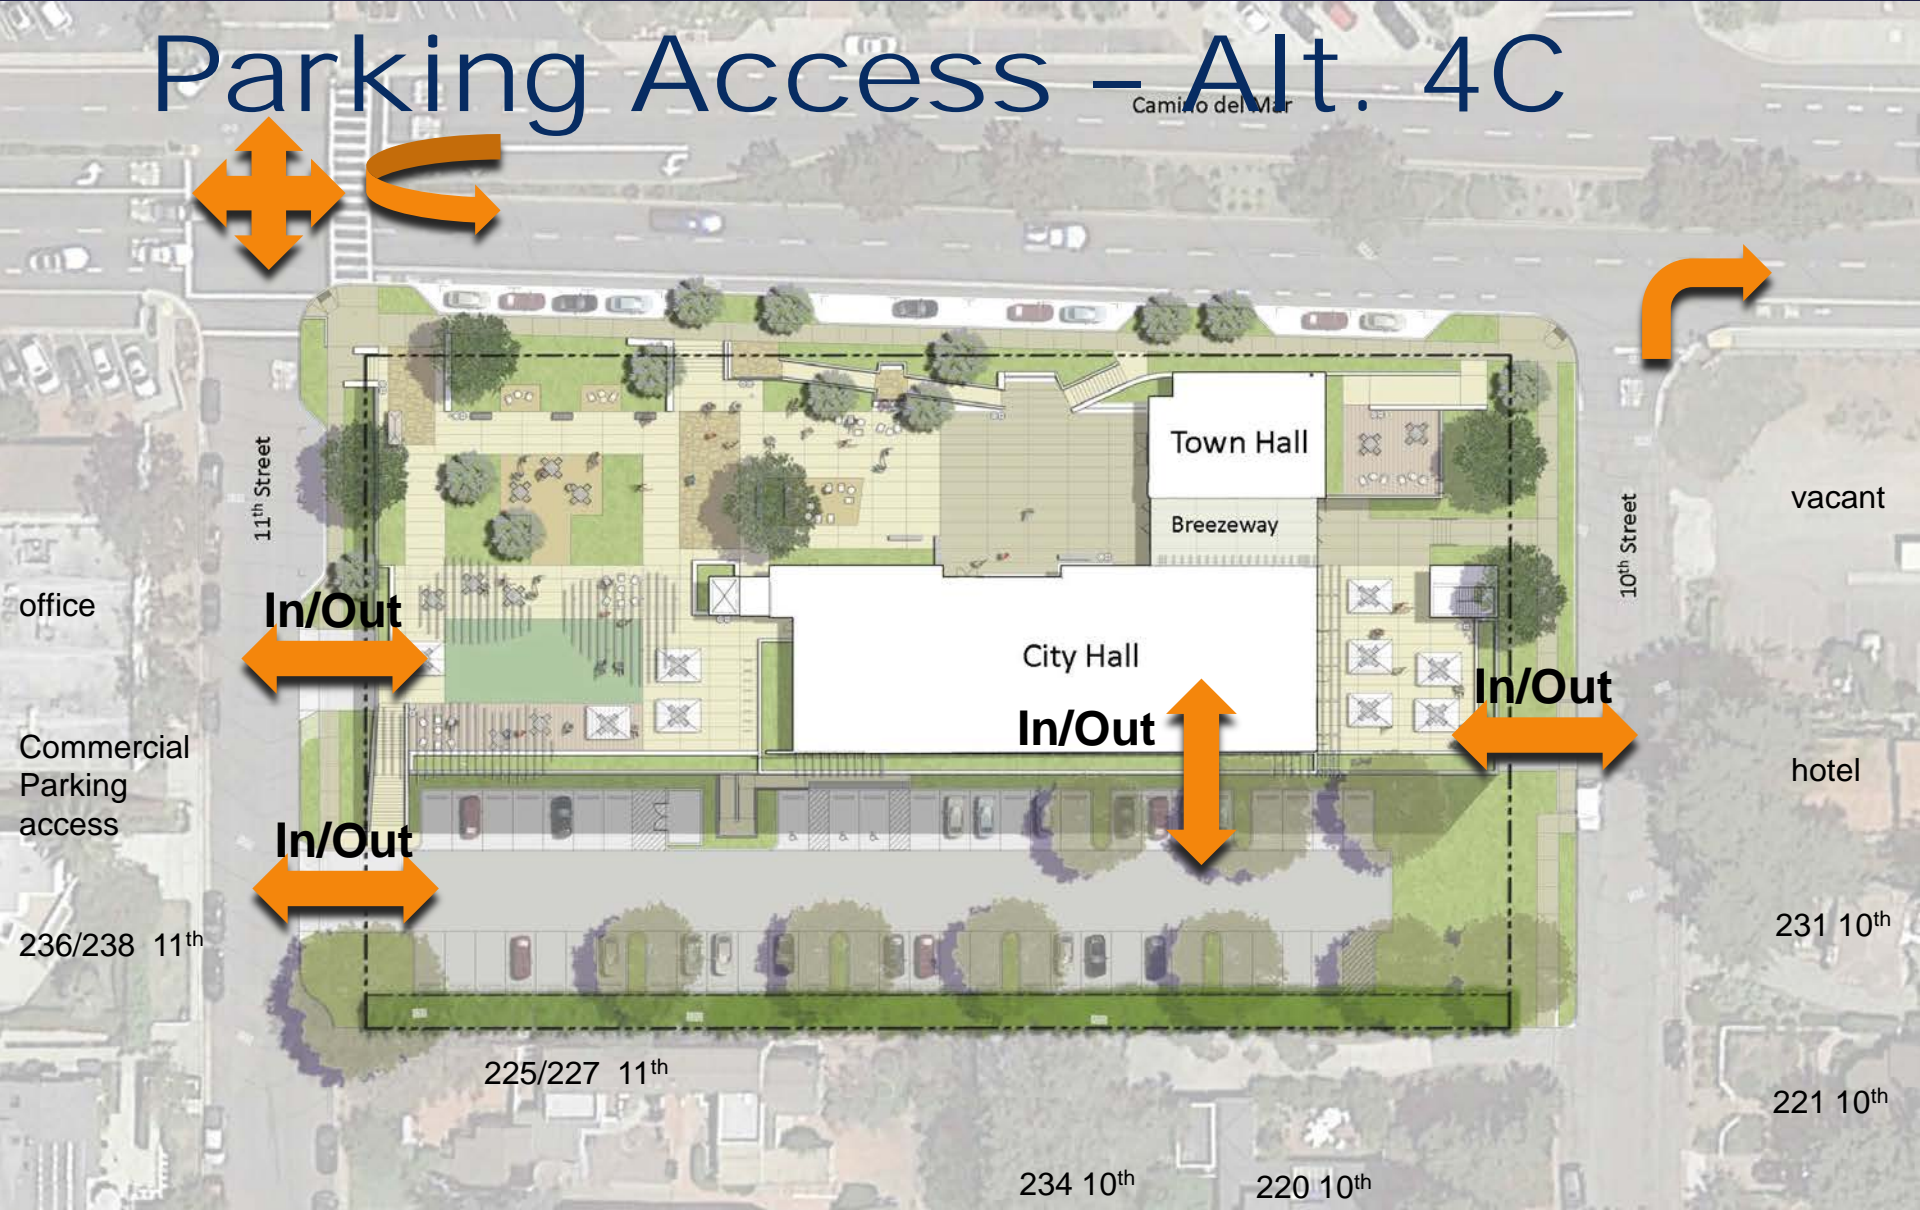 Parking Access – Alt. 4C
Camino del Mar
11th Street
Town Hall
Breezeway
10th Street
vacant
office
In/Out
City Hall
In/Out
In/Out
In/Out
Commercial
Parking
access
hotel
In/Out
236/238 11th
231 10th
225/227 11th
221 10th
234 10th
220 10th